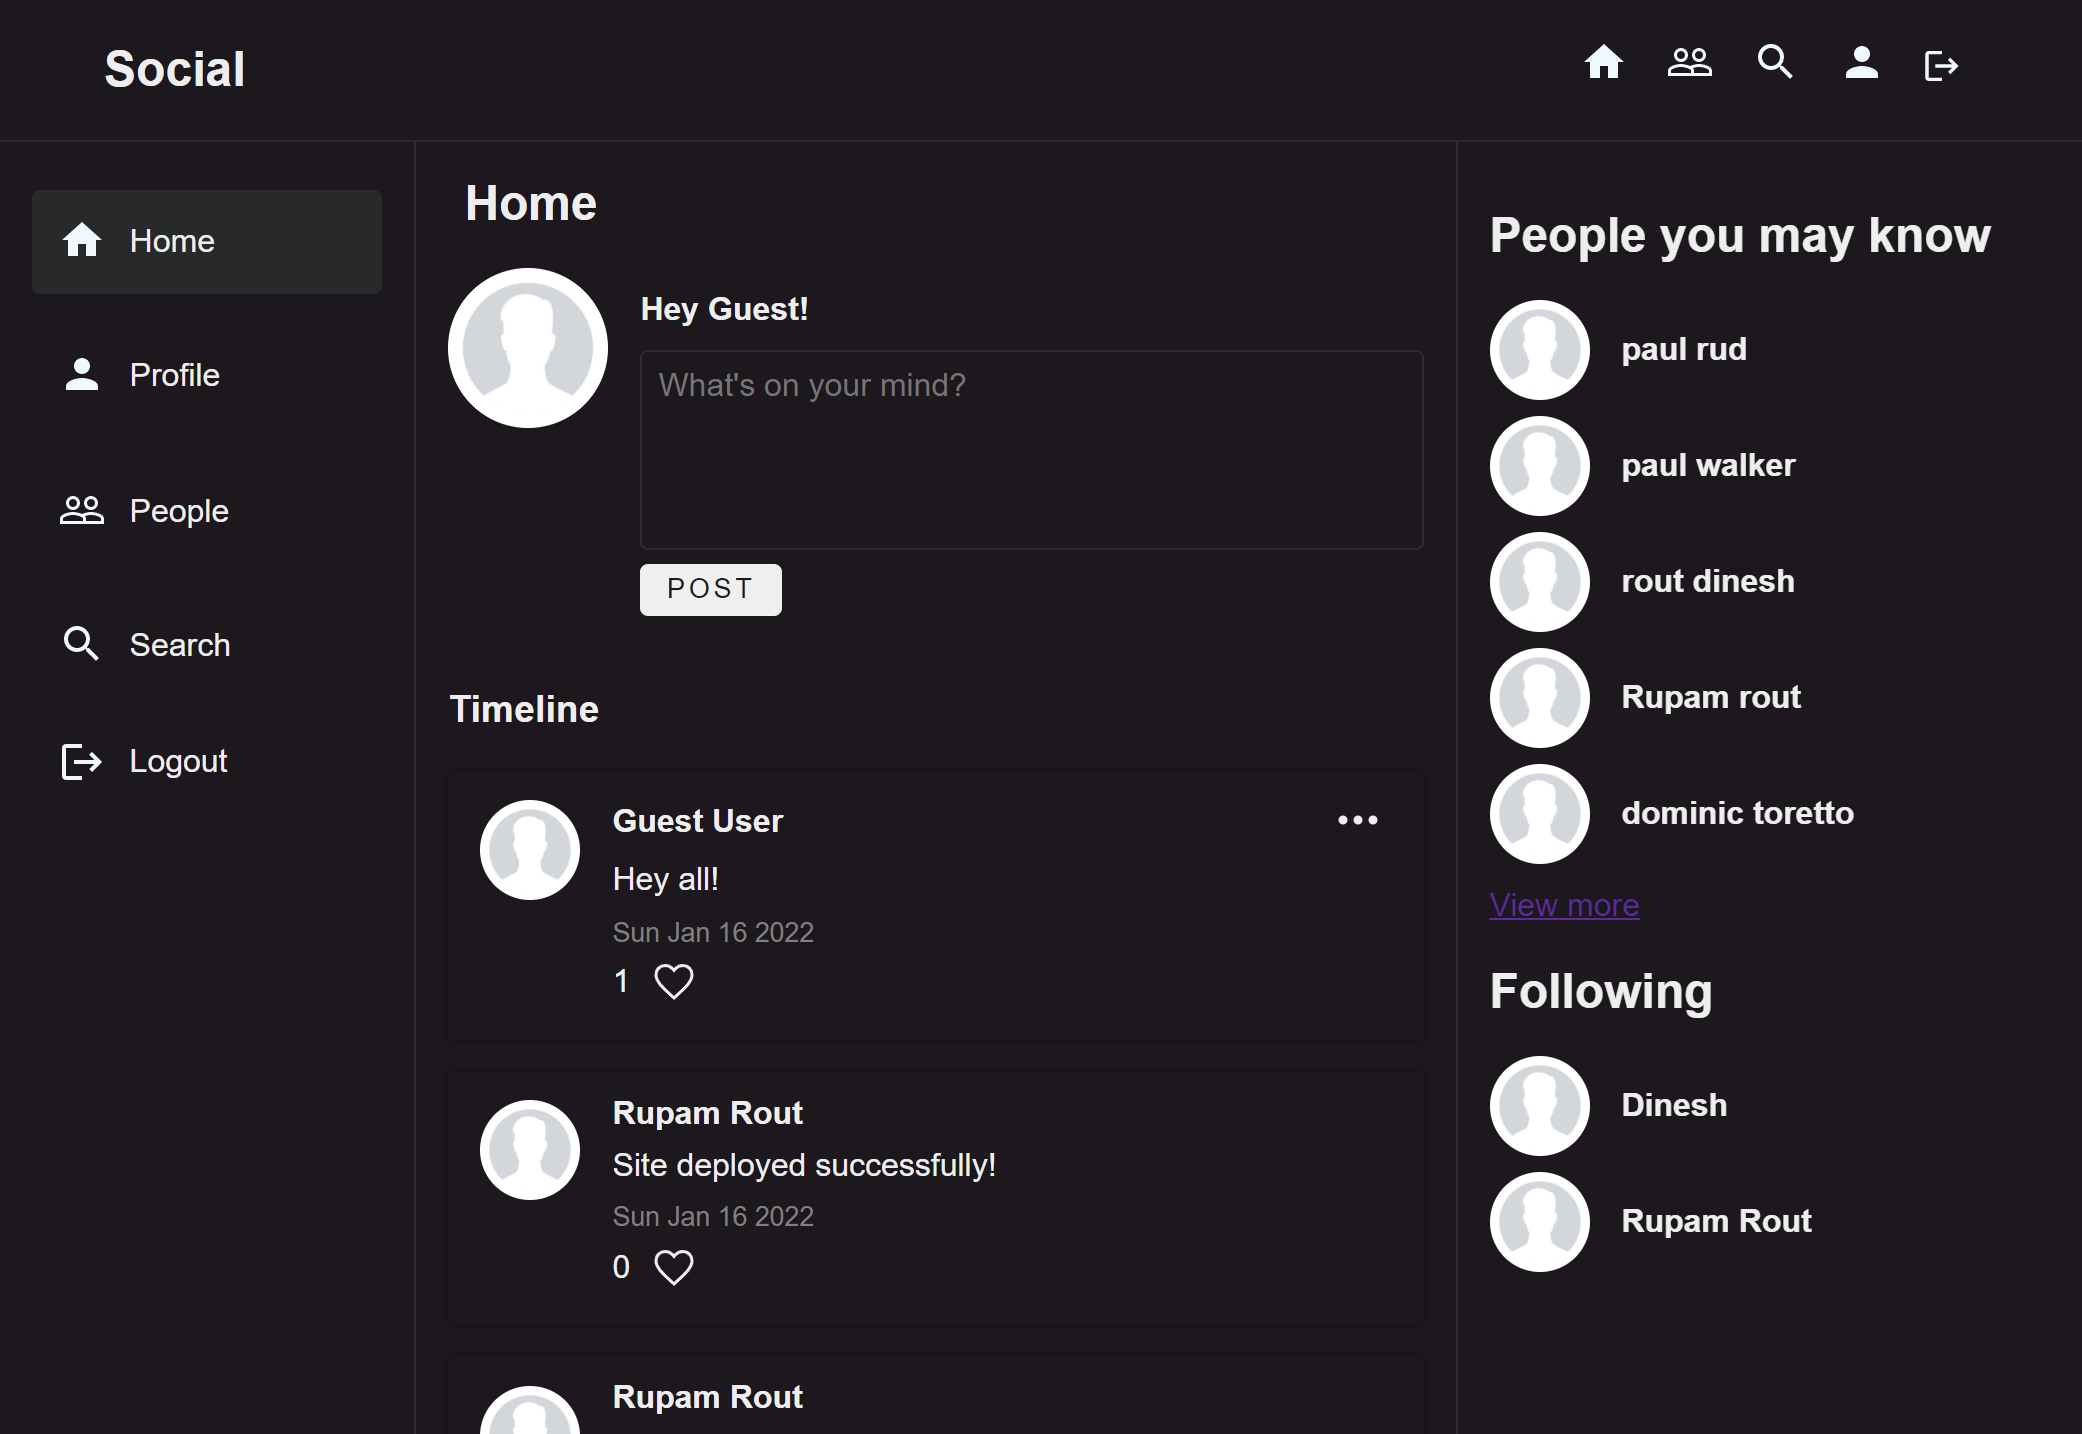 Social
Home
Profile
People
Search
Logout
Home
Hey Guest!
What's on your mind?
POST
Timeline
Guest User
Hey all!
Sun Jan 16 2022
1
Rupam Rout
Site deployed successfully!
Sun Jan 16 2022
0
Rupam Rout
People you may know
paul rud
paul walker
rout dinesh
Rupam rout
dominic toretto
View more
Following
Dinesh
Rupam Rout